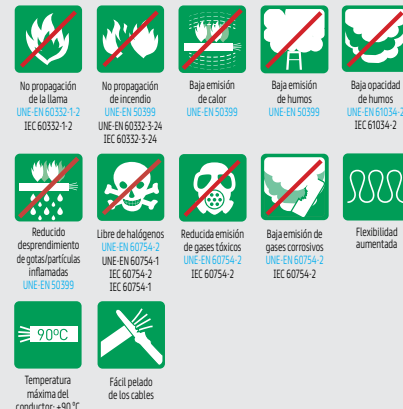 No propagación
de la llama
UNE-EN 60332-1-2
IEC 60332-1-2
No propagación
de incendio
UNE-EN 50399
UNE-EN 60332-3-24
IEC 60332-3-24
Baja emisión
de calor
UNE-EN 50399
Baja emisión
de humos
UNE-EN 50399
Baja opacidad
de humos
UNE-EN 61034-2
IEC 61034-2
Reducido
desprendimiento
de gotas/partículas
inflamadas
UNE-EN 50399
Libre de halógenos
UNE-EN 60754-2
UNE-EN 60754-1
IEC 60754-2
IEC 60754-1
Reducida emisión
de gases tóxicos
UNE-EN 60754-2
IEC 60754-2
Baja emisión de
gases corrosivos
UNE-EN 60754-2
IEC 60754-2
Flexibilidad
aumentada
90ºC
Temperatura
máxima del
conductor: +90 °C
Fácil pelado
de los cables